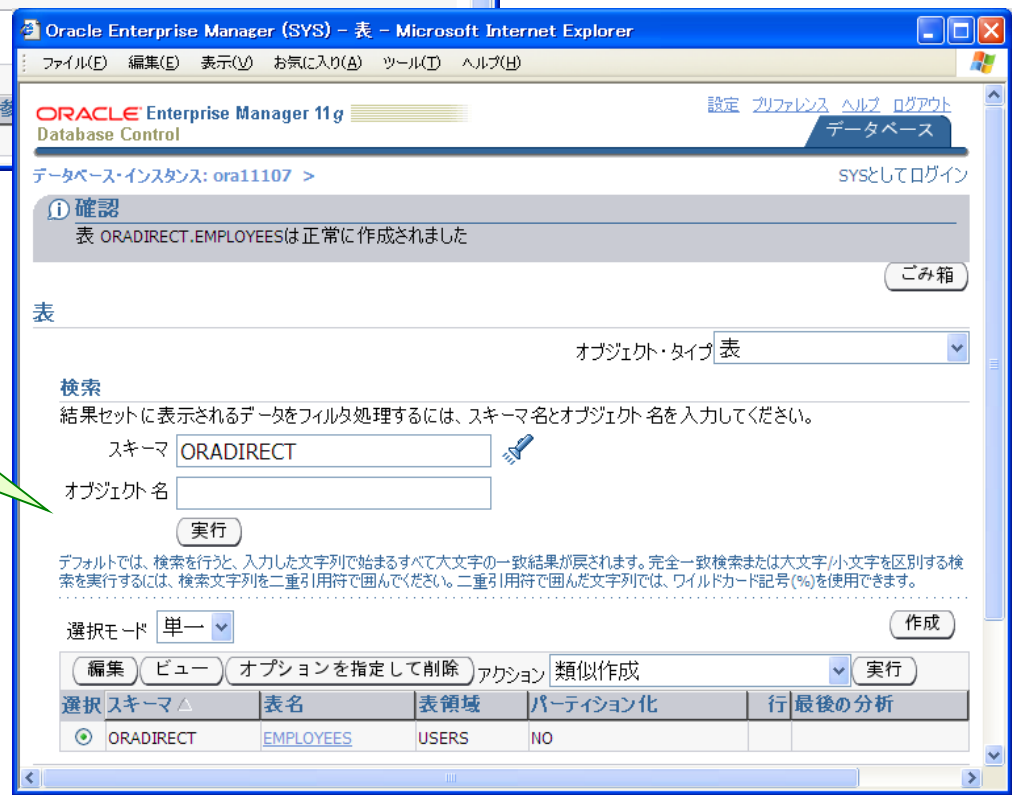 Oracle Enterprise Manager (SYS) - 表 - Microsoft Internet Explorer
ファイル(F) 編集(E) 表示(V) お気に入り(A) ツール(T) ヘルプ(H)
ORACLE Enterprise Manager 11g
Database Control
設定 プリファレンス ヘルプ ログアウト
データベース
データベース・インスタンス: ora11107 >
SYSとしてログイン
確認
表 ORADIRECT.EMPLOYEESは正常に作成されました
ごみ箱
表
オブジェクト・タイプ 表
検索
結果セットに表示されるデータをフィルタ処理するには、スキーマ名とオブジェクト名を入力してください。
スキーマ ORADIRECT
オブジェクト名
実行
デフォルトでは、検索を行うと、入力した文字列で始まるすべて大文字の一致結果が戻されます。完全一致検索または大文字/小文字を区別する検
索を実行するには、検索文字列を二重引用符で囲んでください。二重引用符で囲んだ文字列では、ワイルドカード記号(%)を使用できます。
選択モード 単一
作成
編集 ビュー オプションを指定して削除 アクション 類似作成 実行
選択 スキーマ 表名 表領域 パーティション化 行 最後の分析
ORADIRECT EMPLOYEES USERS NO